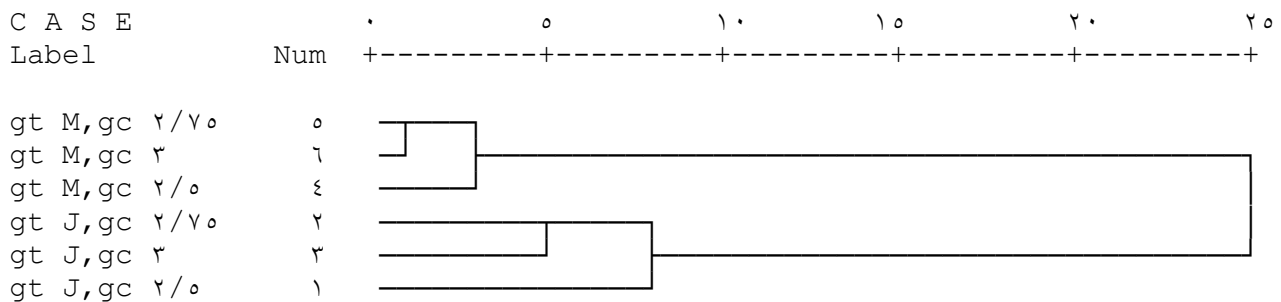 C A S E ٠ ٥ ١٠ ١٥ ٢٠ ٢٥
Label Num +---------+---------+---------+---------+---------+
gt M,gc ٢/٧٥ ٥
gt M,gc ٣ ٦
gt M,gc ٢/٥ ٤
gt J,gc ٢/٧٥ ٢
gt J,gc ٣ ٣
gt J,gc ٢/٥ ١